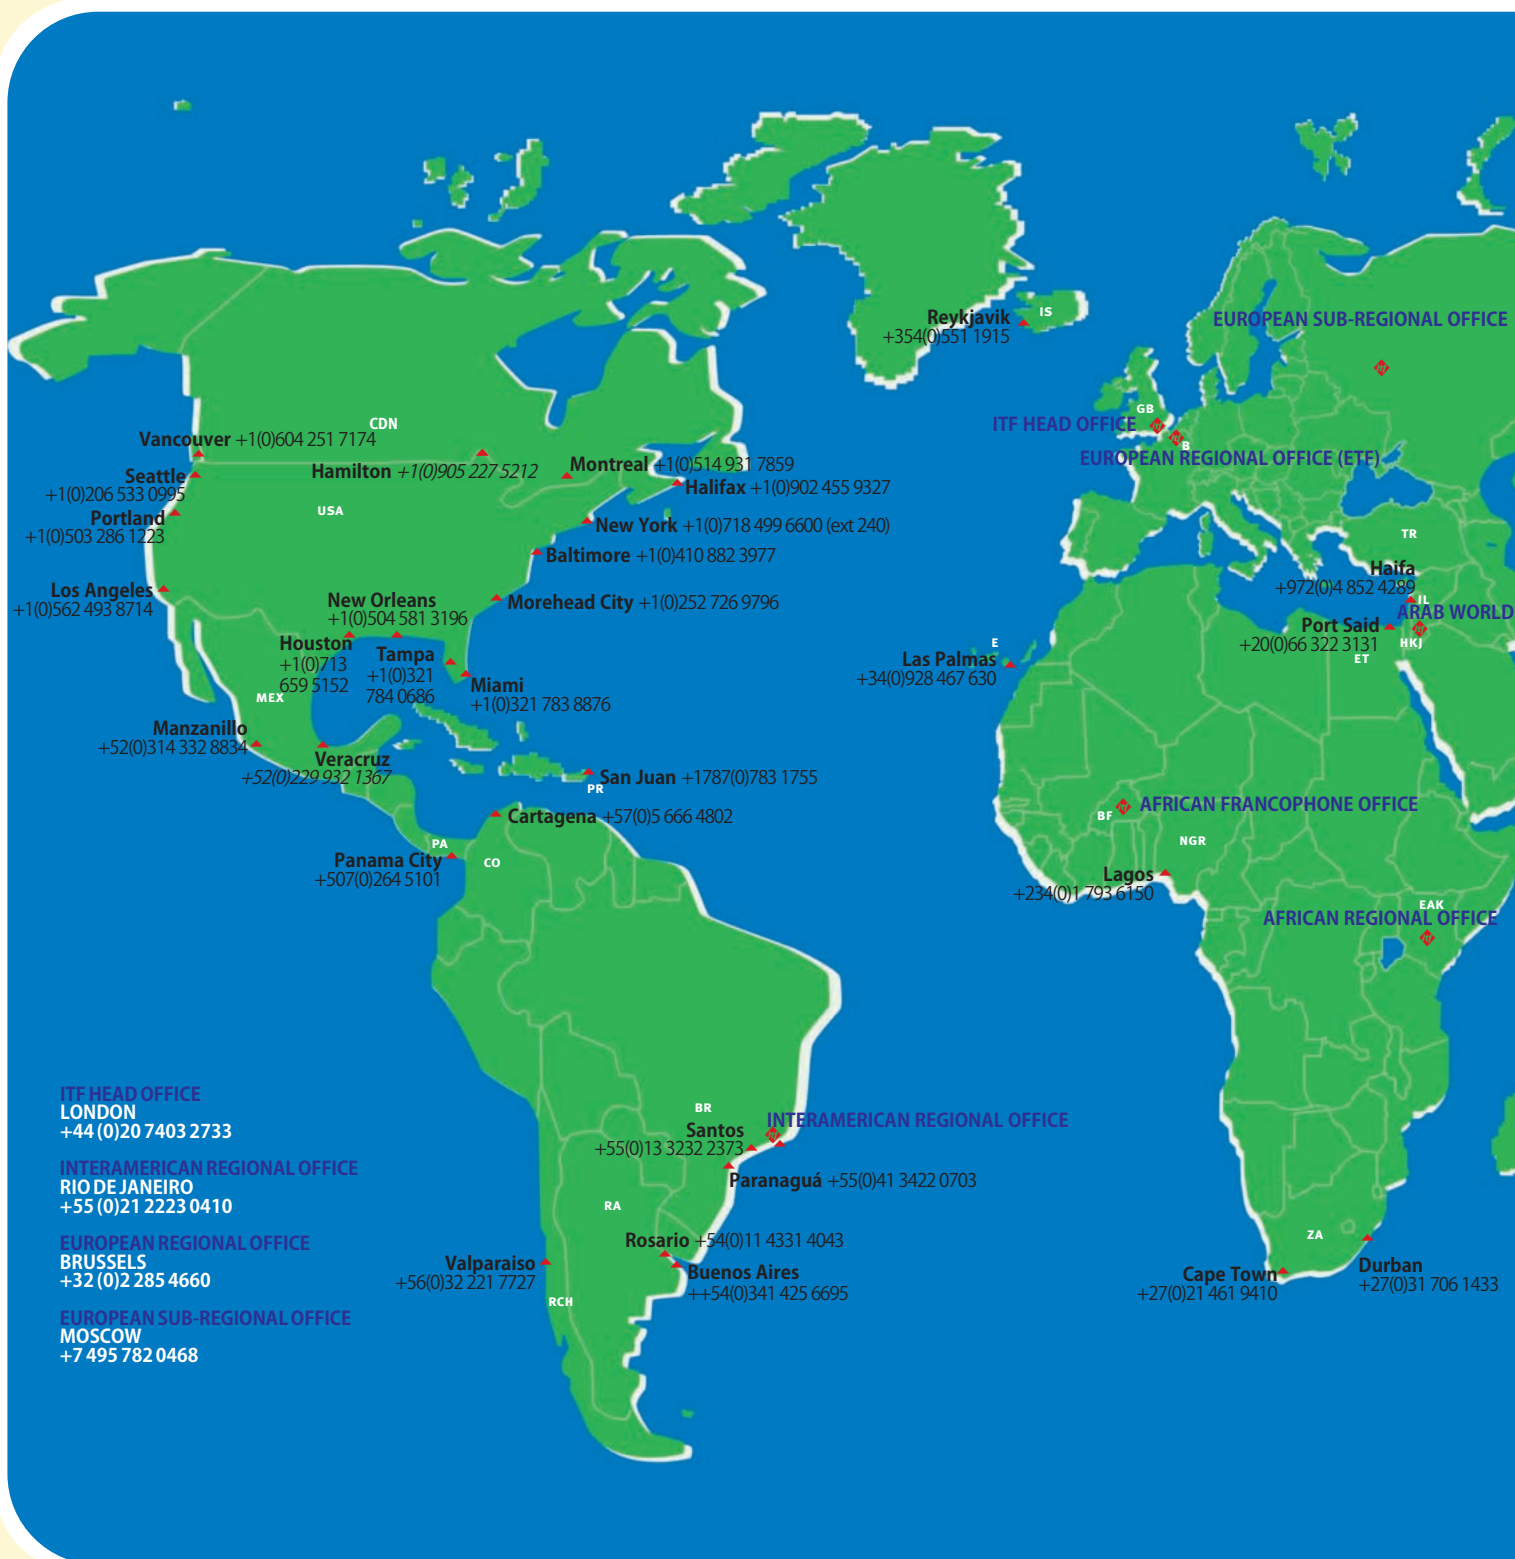 Reykjavik
+354(0)551 1915
IS
EUROPEAN SUB-REGIONAL OFFICE
GB
ITF HEAD OFFICE
B
EUROPEAN REGIONAL OFFICE (ETF)
CDN
Vancouver +1(0)604 251 7174
Hamilton +1(0)905 227 5212
Montreal +1(0)514 931 7859
Seattle
+1(0)206 533 0995
Halifax +1(0)902 455 9327
USA
Portland
+1(0)503 286 1223
New York +1(0)718 499 6600 (ext 240)
Baltimore +1(0)410 882 3977
TR
Haifa
+972(0)4 852 4289
IL
Los Angeles
+1(0)562 493 8714
New Orleans
+1(0)504 581 3196
Morehead City +1(0)252 726 9796
ARAB WORLD
Port Said
+20(0)66 322 3131
HKJ
ET
Houston
+1(0)713
659 5152
Tampa
+1(0)321
784 0686
Miami
+1(0)321 783 8876
E
Las Palmas
+34(0)928 467 630
MEX
Manzanillo
+52(0)314 332 8834
Veracruz
+52(0)229 932 1367
San Juan +1787(0)783 1755
PR
Cartagena +57(0)5 666 4802
AFRICAN FRANCOPHONE OFFICE
BF
NGR
PA
Panama City
+507(0)264 5101
CO
Lagos
+234(0)1 793 6150
EAK
AFRICAN REGIONAL OFFICE
BR
INTERAMERICAN REGIONAL OFFICE
Santos
+55(0)13 3232 2373
Paranaguá +55(0)41 3422 0703
RA
Rosario +54(0)11 4331 4043
Valparaiso
+56(0)32 221 7727
Buenos Aires
++54(0)341 425 6695
RCH
ZA
Cape Town
+27(0)21 461 9410
Durban
+27(0)31 706 1433
ITF HEAD OFFICE
LONDON
+44 (0)20 7403 2733
INTERAMERICAN REGIONAL OFFICE
RIO DE JANEIRO
+55 (0)21 2223 0410
EUROPEAN REGIONAL OFFICE
BRUSSELS
+32 (0)2 285 4660
EUROPEAN SUB-REGIONAL OFFICE
MOSCOW
+7 495 782 0468